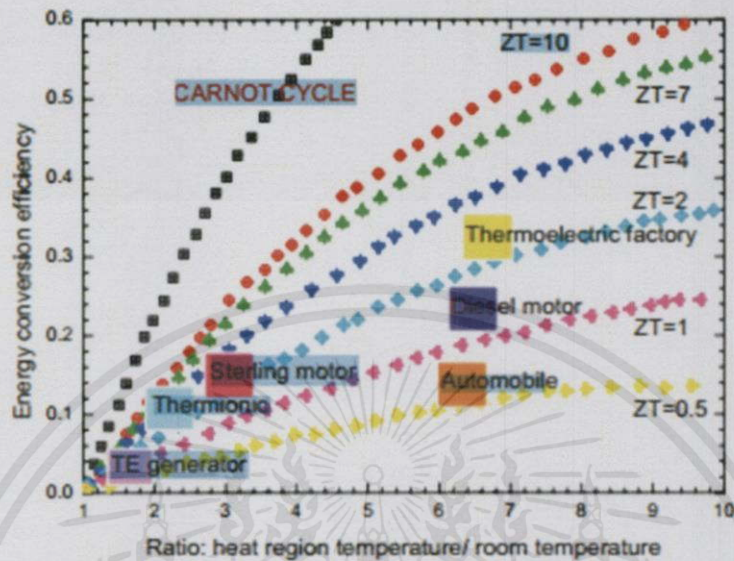 0.6
0.5
0.4
0.3
0.2
0.1
0.0
Energy conversion efficiency
ZT=10
CARNOT CYCLE
ZT=7
ZT=4
ZT=2
Thermoelectric factory
Diesel motor
ZT=1
Sterling motor
Automobile
Thermionic
ZT=0.5
TE generator
1 2 3 4 5 6 7 8 9 10
Ratio: heat region temperature/ room temperature